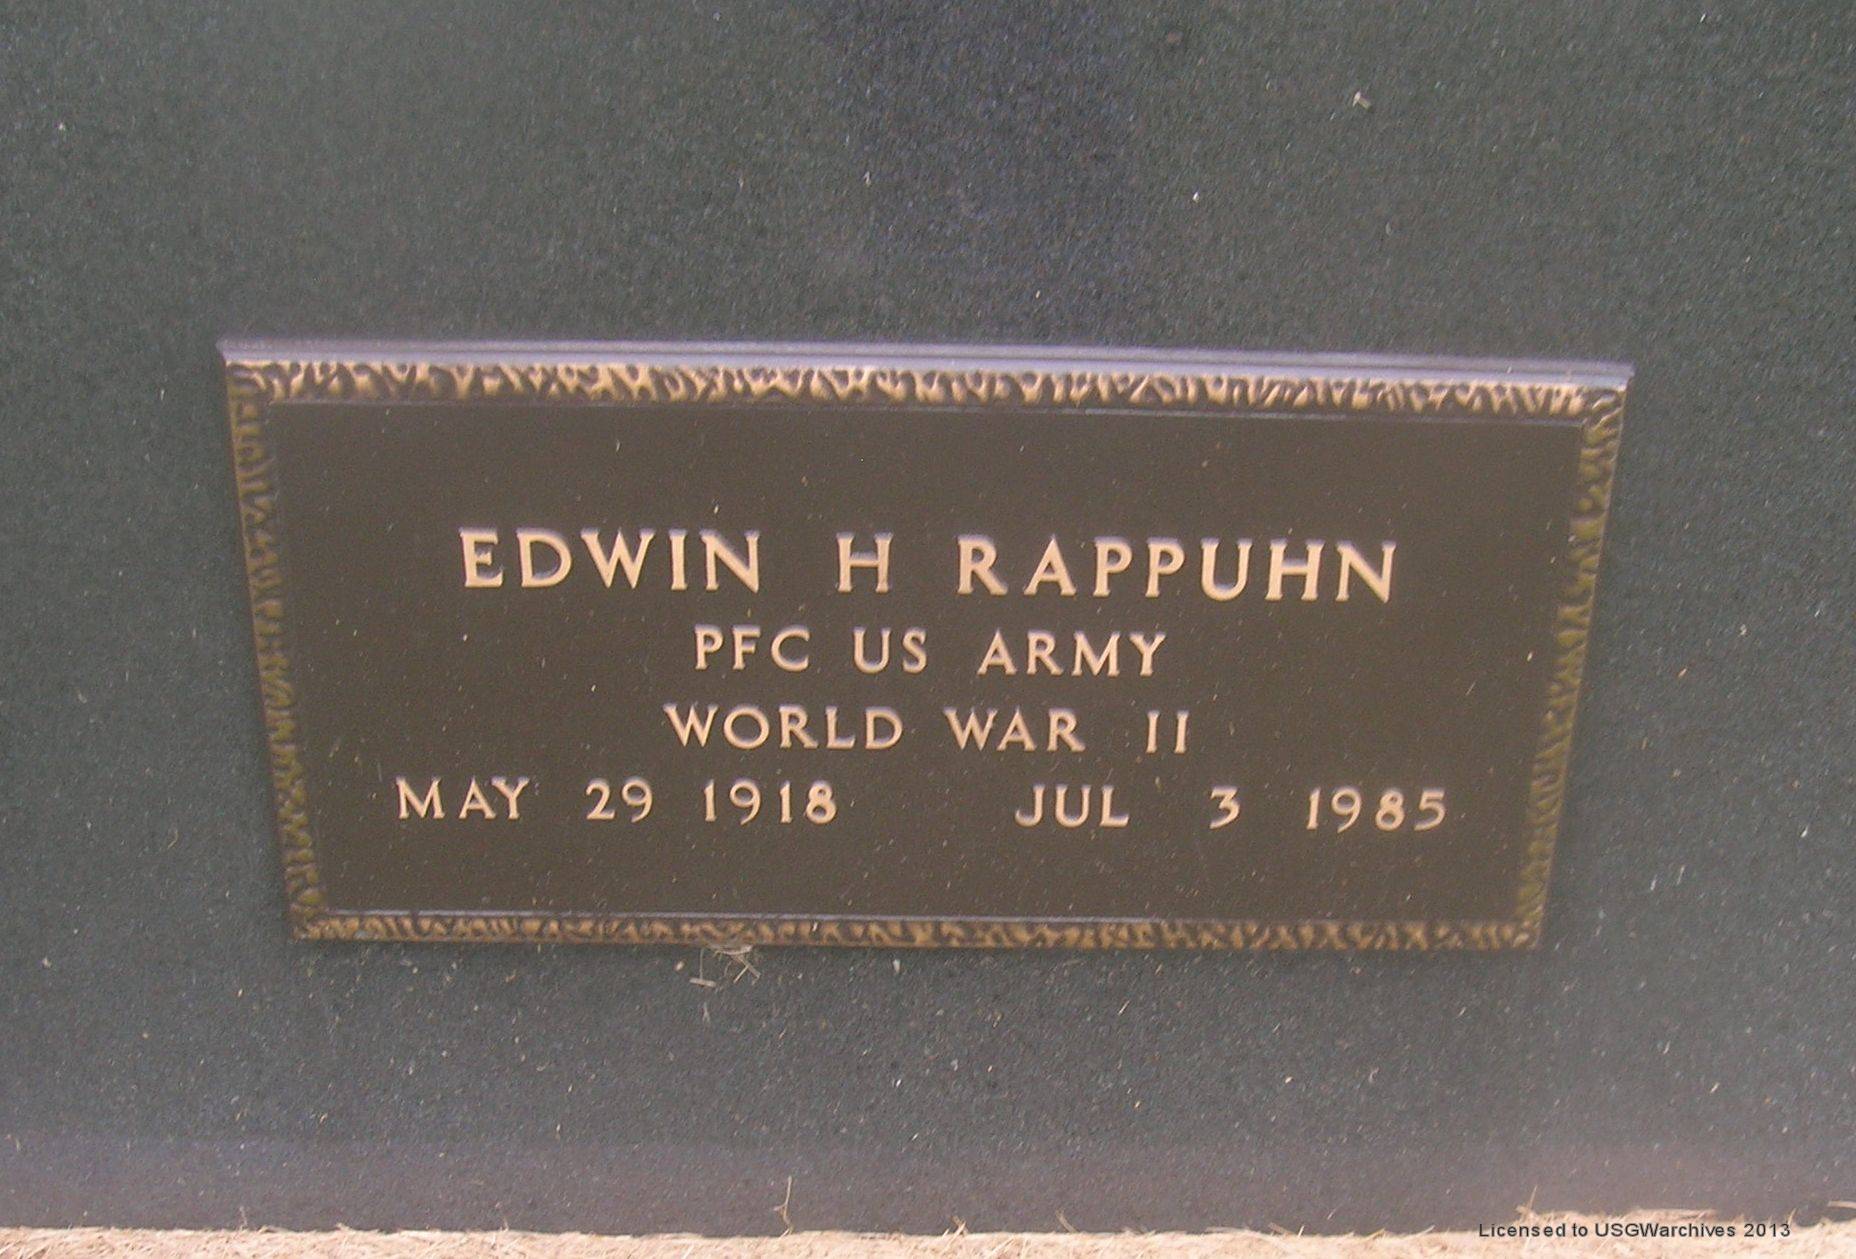 EDWIN H RAPPUHN
PFC US ARMY
WORLD WAR II
MAY 29 1918 JUL 3 1985
Licensed to USGWarchives 2013